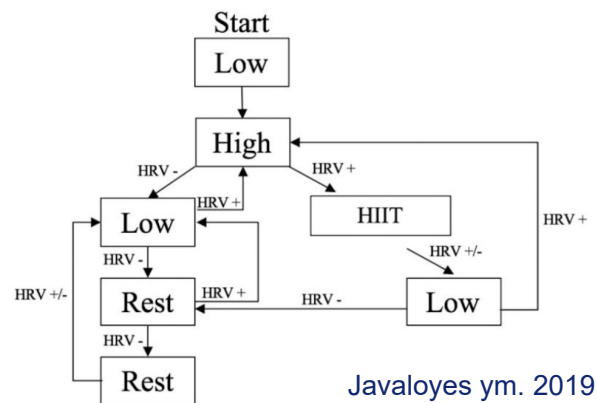 Start
Low
High
HRV -
HRV +
HRV +
Low
HIIT
HRV +
HRV -
HRV +/-
HRV +/-
Rest
HRV +
HRV -
Low
HRV -
Rest
Javaloyes ym. 2019